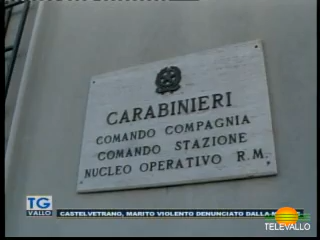 CARABINIERI
COMANDO COMPAGNIA
COMANDO STAZIONE
NUCLEO OPERATIVO R.M.
TG
VALLO
CASTELVETRANO, MARITO VIOLENTO DENUNCIATO DALLA
TELEVALLO